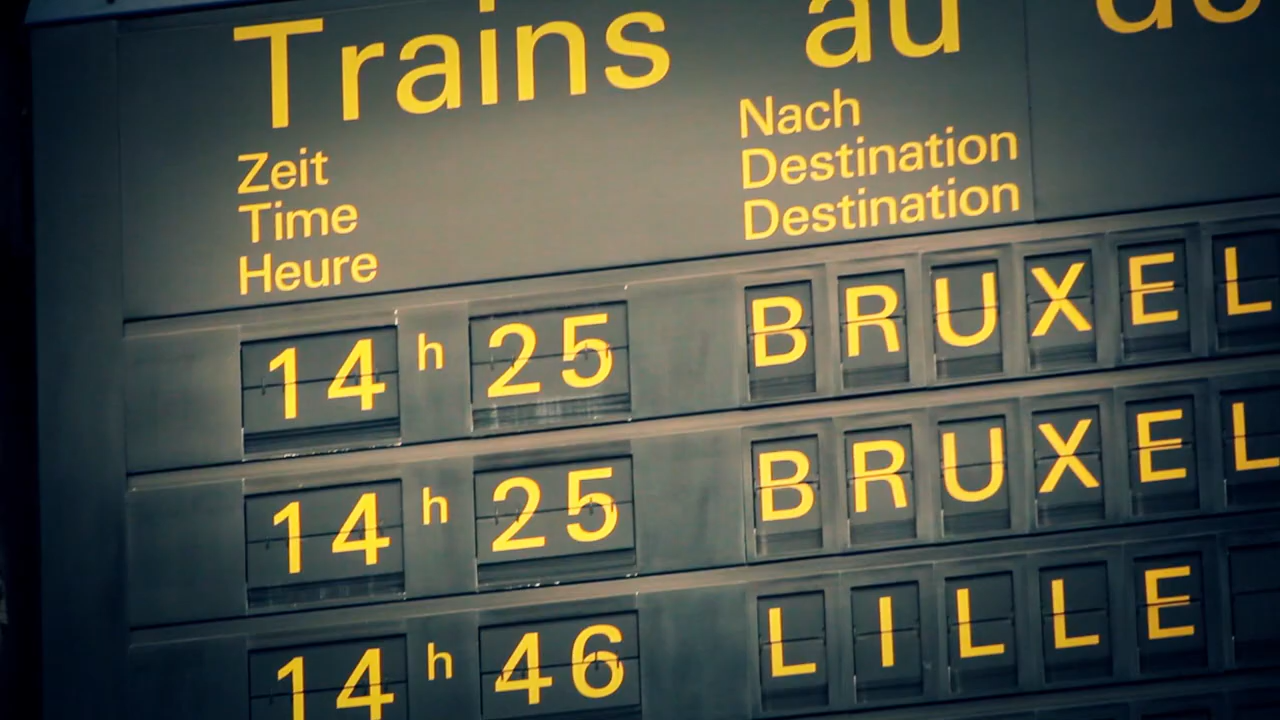 Trains au
Zeit
Time
Heure
Nach
Destination
Destination
14 h 25 BRUXEL
14 h 25 BRUXEL
14 h 46 LILLE